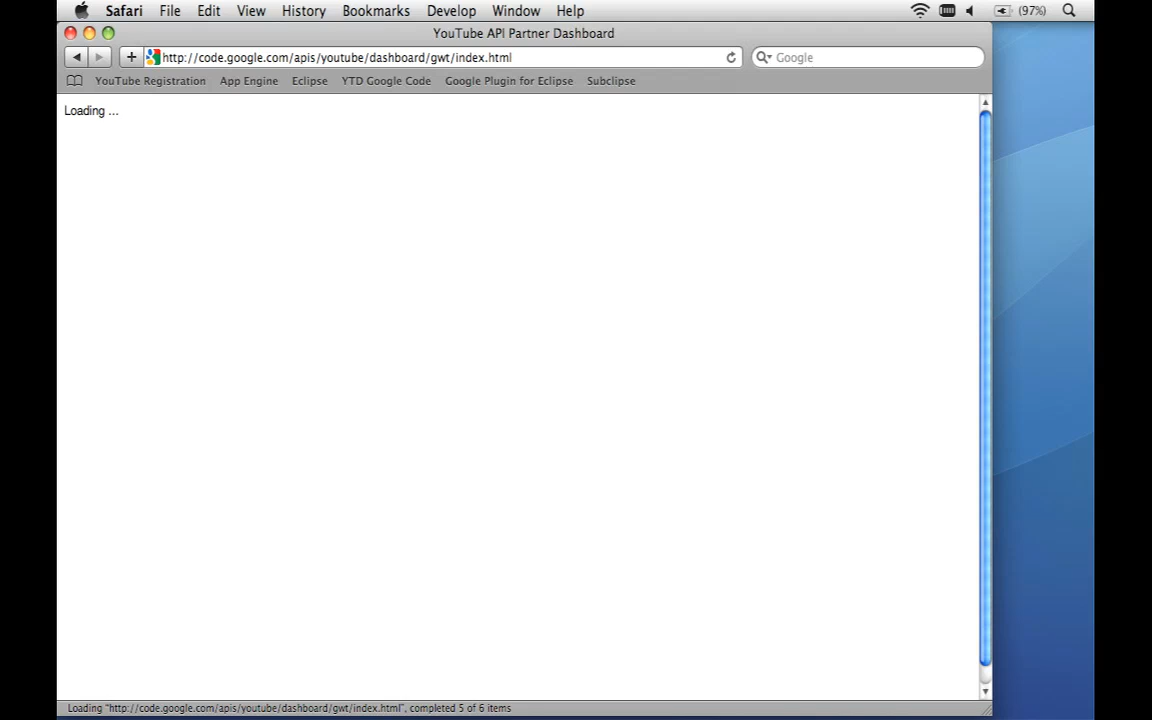 Safari File Edit View History Bookmarks Develop Window Help (97%)
YouTube API Partner Dashboard
http://code.google.com/apis/youtube/dashboard/gwt/index.html Google
YouTube Registration App Engine Eclipse YTD Google Code Google Plugin for Eclipse Subclipse
Loading ...
Loading "http://code.google.com/apis/youtube/dashboard/gwt/index.html", completed 5 of 6 items